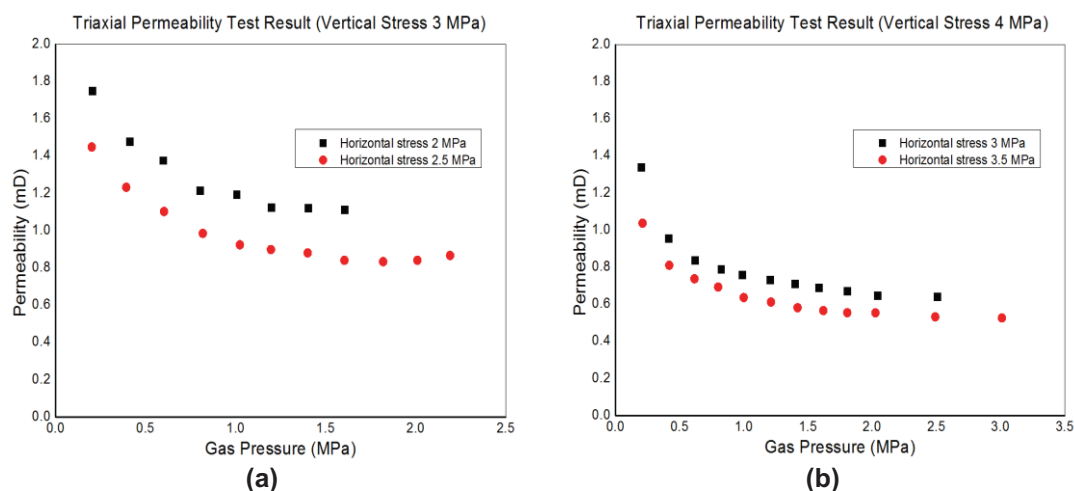 Triaxial Permeability Test Result (Vertical Stress 3 MPa)
2.0
1.8
1.6
1.4
1.2
1.0
0.8
0.6
0.4
0.2
0.0
Permeability (mD)
Horizontal stress 2 MPa
Horizontal stress 2.5 MPa
0.0 0.5 1.0 1.5 2.0 2.5
Gas Pressure (MPa)
(a)
Triaxial Permeability Test Result (Vertical Stress 4 MPa)
2.0
1.8
1.6
1.4
1.2
1.0
0.8
0.6
0.4
0.2
0.0
Permeability (mD)
Horizontal stress 3 MPa
Horizontal stress 3.5 MPa
0.0 0.5 1.0 1.5 2.0 2.5 3.0 3.5
Gas Pressure (MPa)
(b)